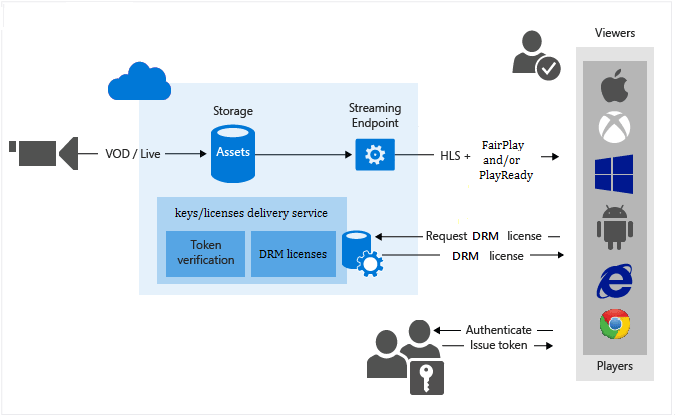 Viewers
Storage
Streaming
Endpoint
VOD / Live
Assets
HLS +
FairPlay
and/or
PlayReady
keys/licenses delivery service
Token
verification
DRM licenses
Request DRM license
DRM license
Authenticate
Issue token
Players